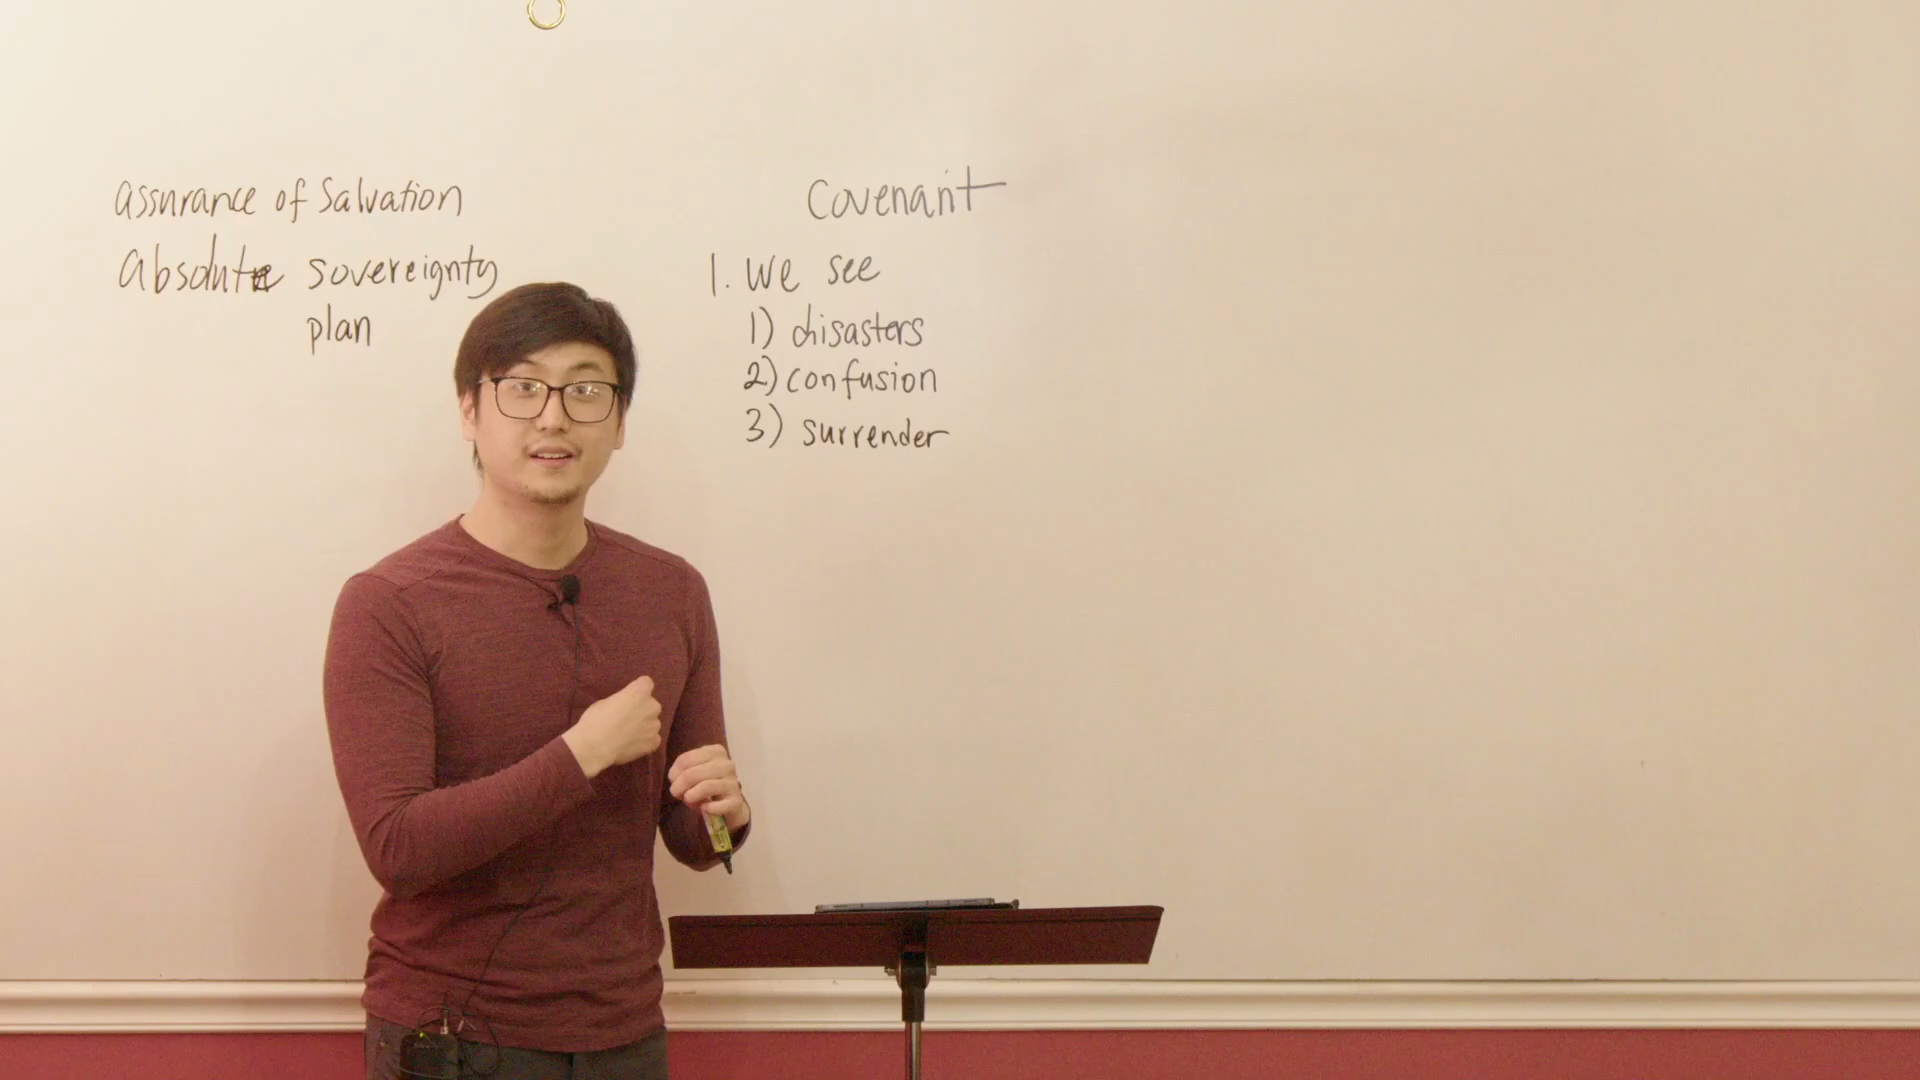 assurance of salvation
Absolute sovereignty
plan
Covenant
1. We see
1) disasters
2) confusion
3) surrender